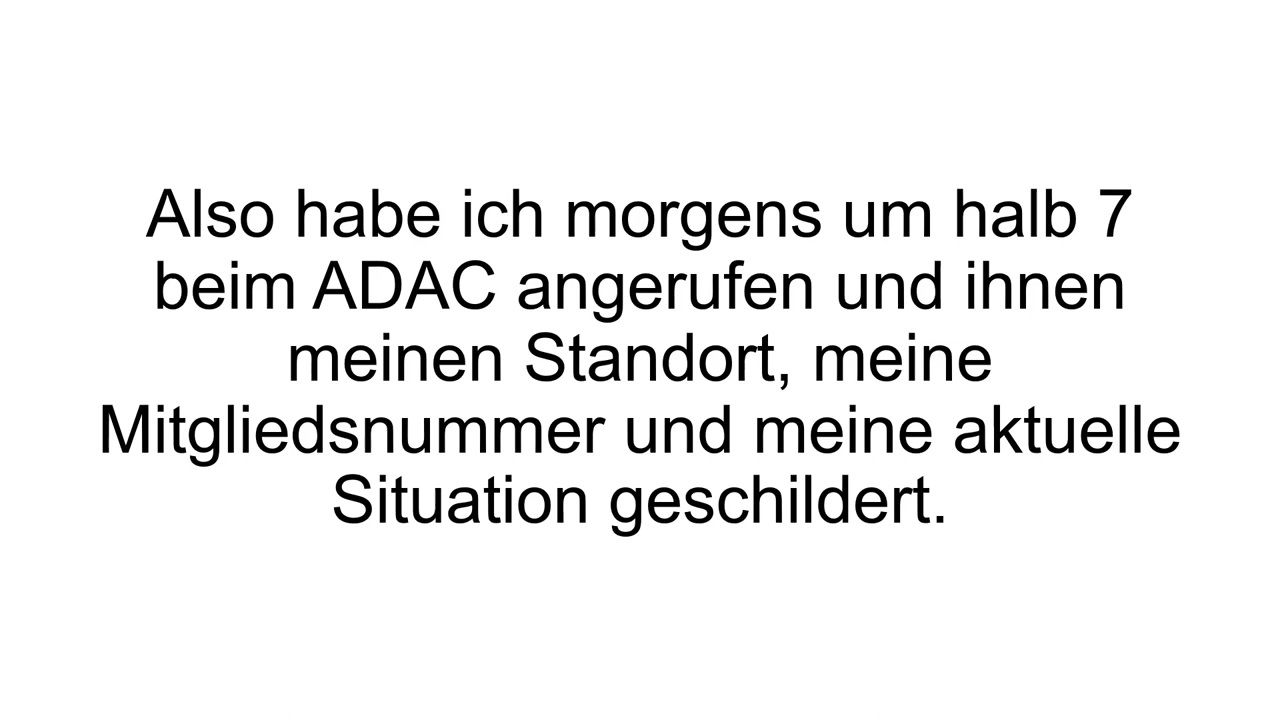 Also habe ich morgens um halb 7
beim ADAC angerufen und ihnen
meinen Standort, meine
Mitgliedsnummer und meine aktuelle
Situation geschildert.